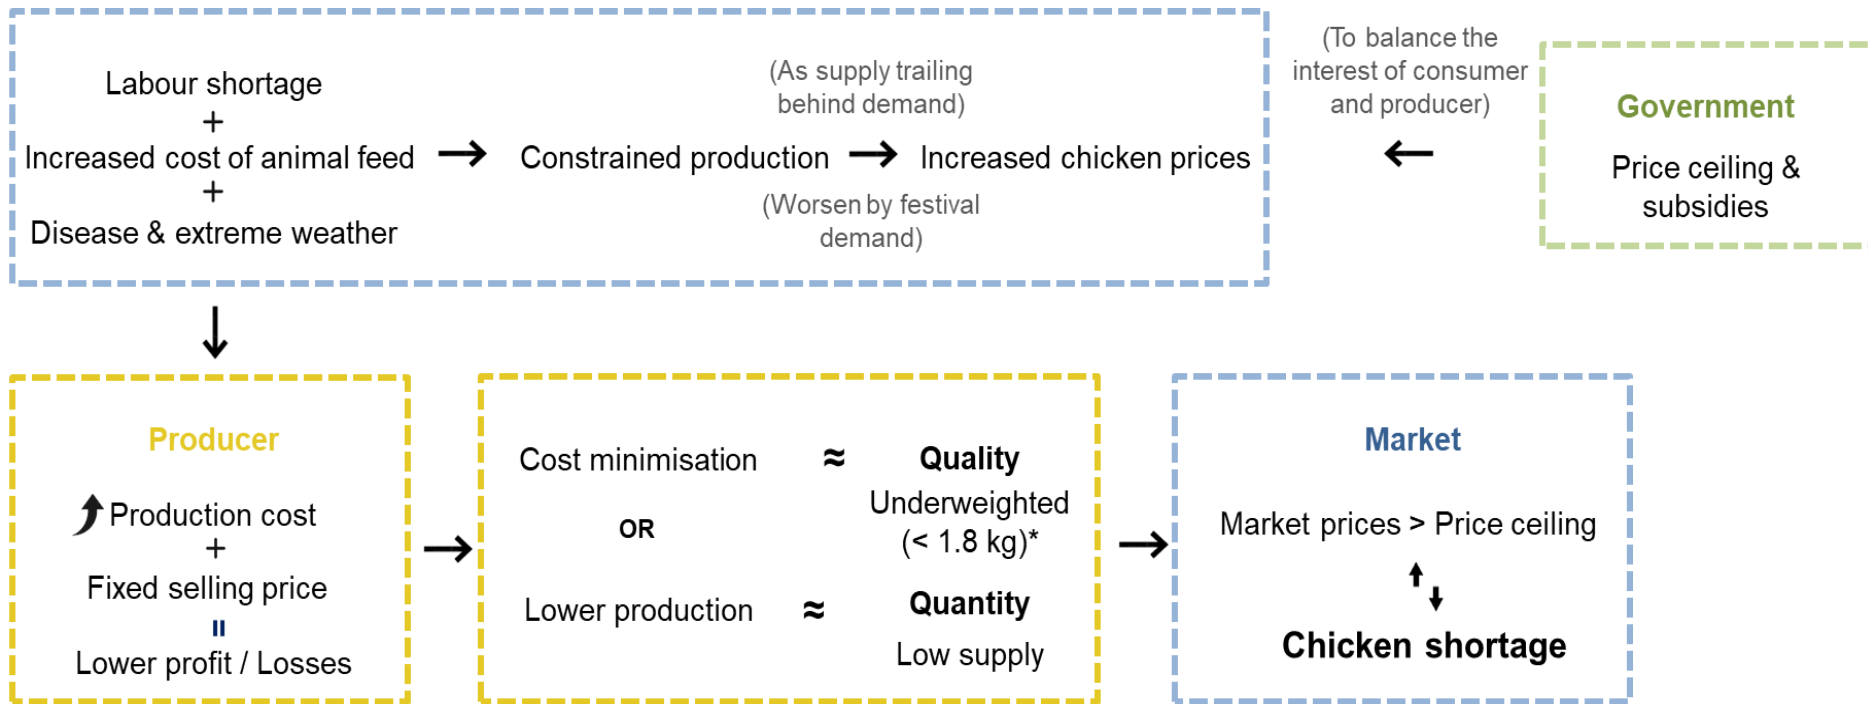 Labour shortage
+
Increased cost of animal feed
+
Disease & extreme weather
→
Constrained production
(As supply trailing
behind demand)
→
(Worsen by festival
demand)
Increased chicken prices
(To balance the
interest of consumer
and producer)
←
Government
Price ceiling &
subsidies
↓
Producer
Production cost
+
Fixed selling price
=
Lower profit / Losses
→
Cost minimisation ≈ Quality
Underweighted
(< 1.8 kg)*
OR
Lower production ≈ Quantity
Low supply
→
Market
Market prices > Price ceiling
Chicken shortage